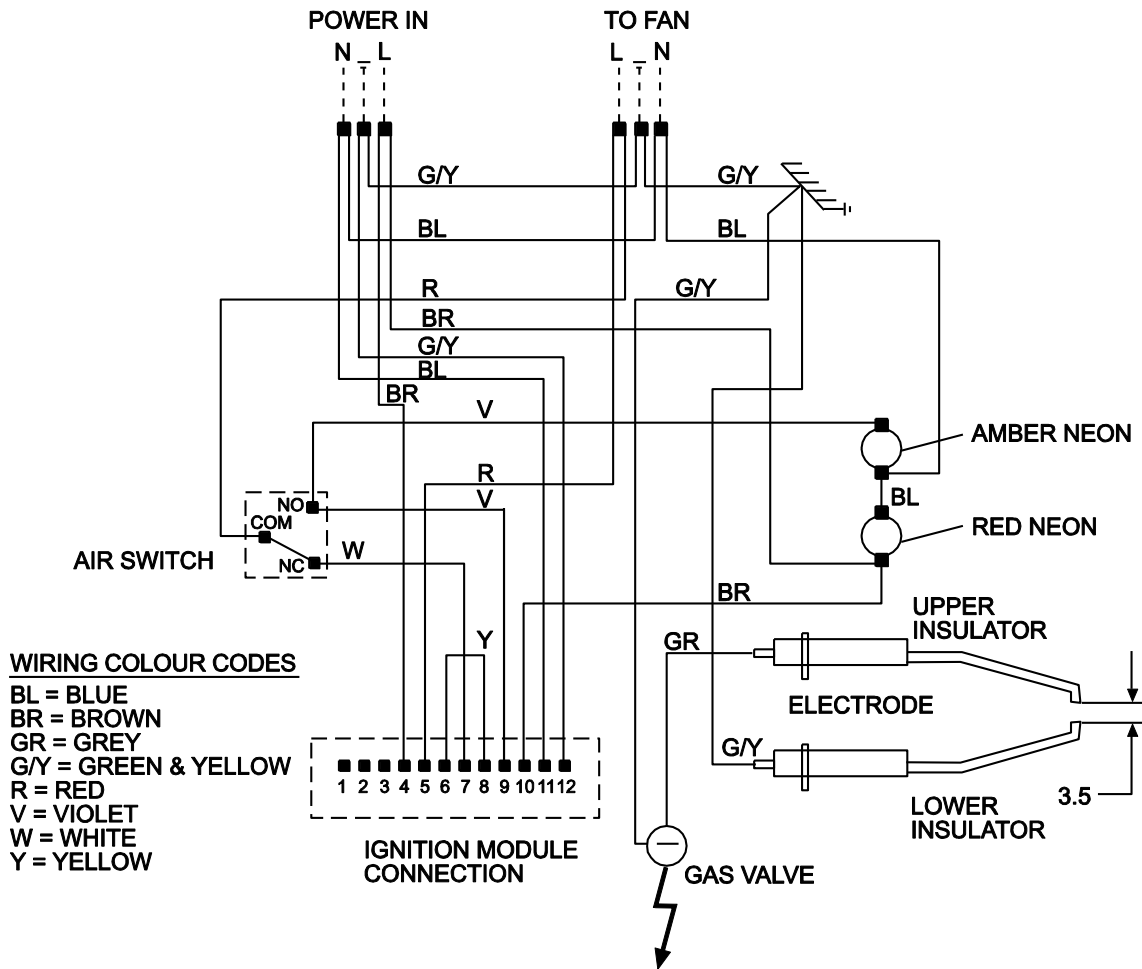 POWER IN
TO FAN
N L
L N
G/Y
G/Y
BL
BL
R
G/Y
BR
G/Y
BL
BR
V
AMBER NEON
R
BL
NO
V
COM
RED NEON
AIR SWITCH
NC
W
BR
UPPER
INSULATOR
Y
GR
WIRING COLOUR CODES
BL = BLUE
BR = BROWN
GR = GREY
G/Y = GREEN & YELLOW
R = RED
V = VIOLET
W = WHITE
Y = YELLOW
ELECTRODE
G/Y
1 2 3 4 5 6 7 8 9 10 11 12
3.5
LOWER
INSULATOR
IGNITION MODULE
CONNECTION
GAS VALVE